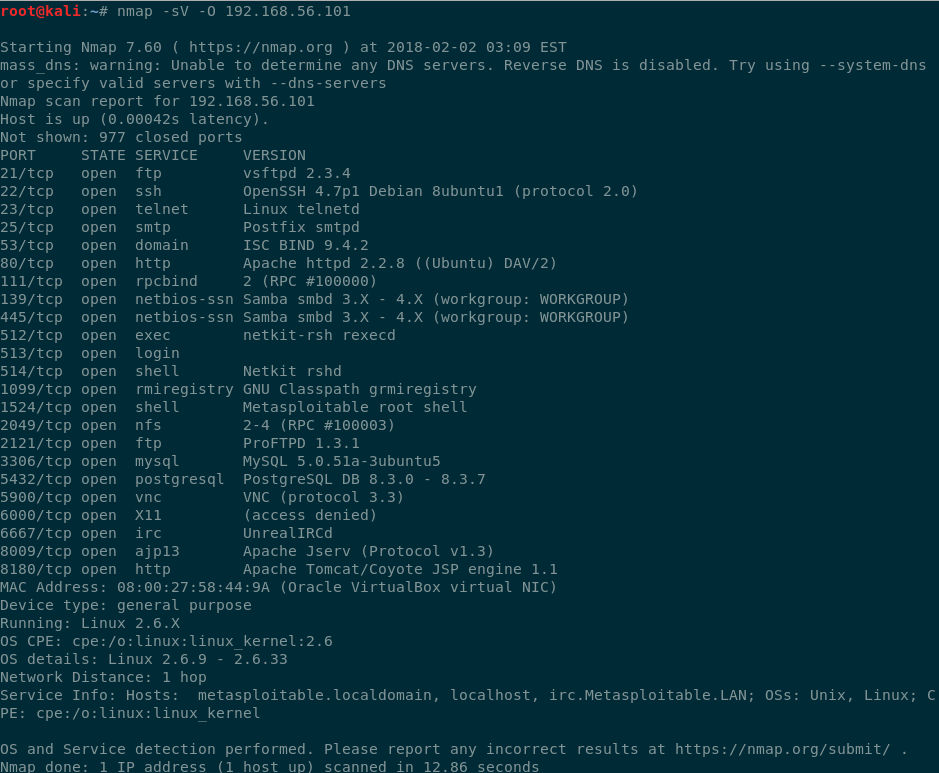 root@kali:~# nmap -sV -O 192.168.56.101
Starting Nmap 7.60 ( https://nmap.org ) at 2018-02-02 03:09 EST
mass_dns: warning: Unable to determine any DNS servers. Reverse DNS is disabled. Try using --system-dns
or specify valid servers with --dns-servers
Nmap scan report for 192.168.56.101
Host is up (0.00042s latency).
Not shown: 977 closed ports
PORT     STATE SERVICE     VERSION
21/tcp   open  ftp         vsftpd 2.3.4
22/tcp   open  ssh         OpenSSH 4.7p1 Debian 8ubuntu1 (protocol 2.0)
23/tcp   open  telnet      Linux telnetd
25/tcp   open  smtp        Postfix smtpd
53/tcp   open  domain      ISC BIND 9.4.2
80/tcp   open  http        Apache httpd 2.2.8 ((Ubuntu) DAV/2)
111/tcp  open  rpcbind     2 (RPC #100000)
139/tcp  open  netbios-ssn Samba smbd 3.X - 4.X (workgroup: WORKGROUP)
445/tcp  open  netbios-ssn Samba smbd 3.X - 4.X (workgroup: WORKGROUP)
512/tcp  open  exec        netkit-rsh rexecd
513/tcp  open  login
514/tcp  open  shell       Netkit rshd
1099/tcp open  rmiregistry GNU Classpath grmiregistry
1524/tcp open  shell       Metasploitable root shell
2049/tcp open  nfs         2-4 (RPC #100003)
2121/tcp open  ftp         ProFTPD 1.3.1
3306/tcp open  mysql       MySQL 5.0.51a-3ubuntu5
5432/tcp open  postgresql  PostgreSQL DB 8.3.0 - 8.3.7
5900/tcp open  vnc         VNC (protocol 3.3)
6000/tcp open  X11         (access denied)
6667/tcp open  irc         UnrealIRCd
8009/tcp open  ajp13       Apache Jserv (Protocol v1.3)
8180/tcp open  http        Apache Tomcat/Coyote JSP engine 1.1
MAC Address: 08:00:27:58:44:9A (Oracle VirtualBox virtual NIC)
Device type: general purpose
Running: Linux 2.6.X
OS CPE: cpe:/o:linux:linux_kernel:2.6
OS details: Linux 2.6.9 - 2.6.33
Network Distance: 1 hop
Service Info: Hosts:  metasploitable.localdomain, localhost, irc.Metasploitable.LAN; OSs: Unix, Linux; C
PE: cpe:/o:linux:linux_kernel
OS and Service detection performed. Please report any incorrect results at https://nmap.org/submit/ .
Nmap done: 1 IP address (1 host up) scanned in 12.86 seconds